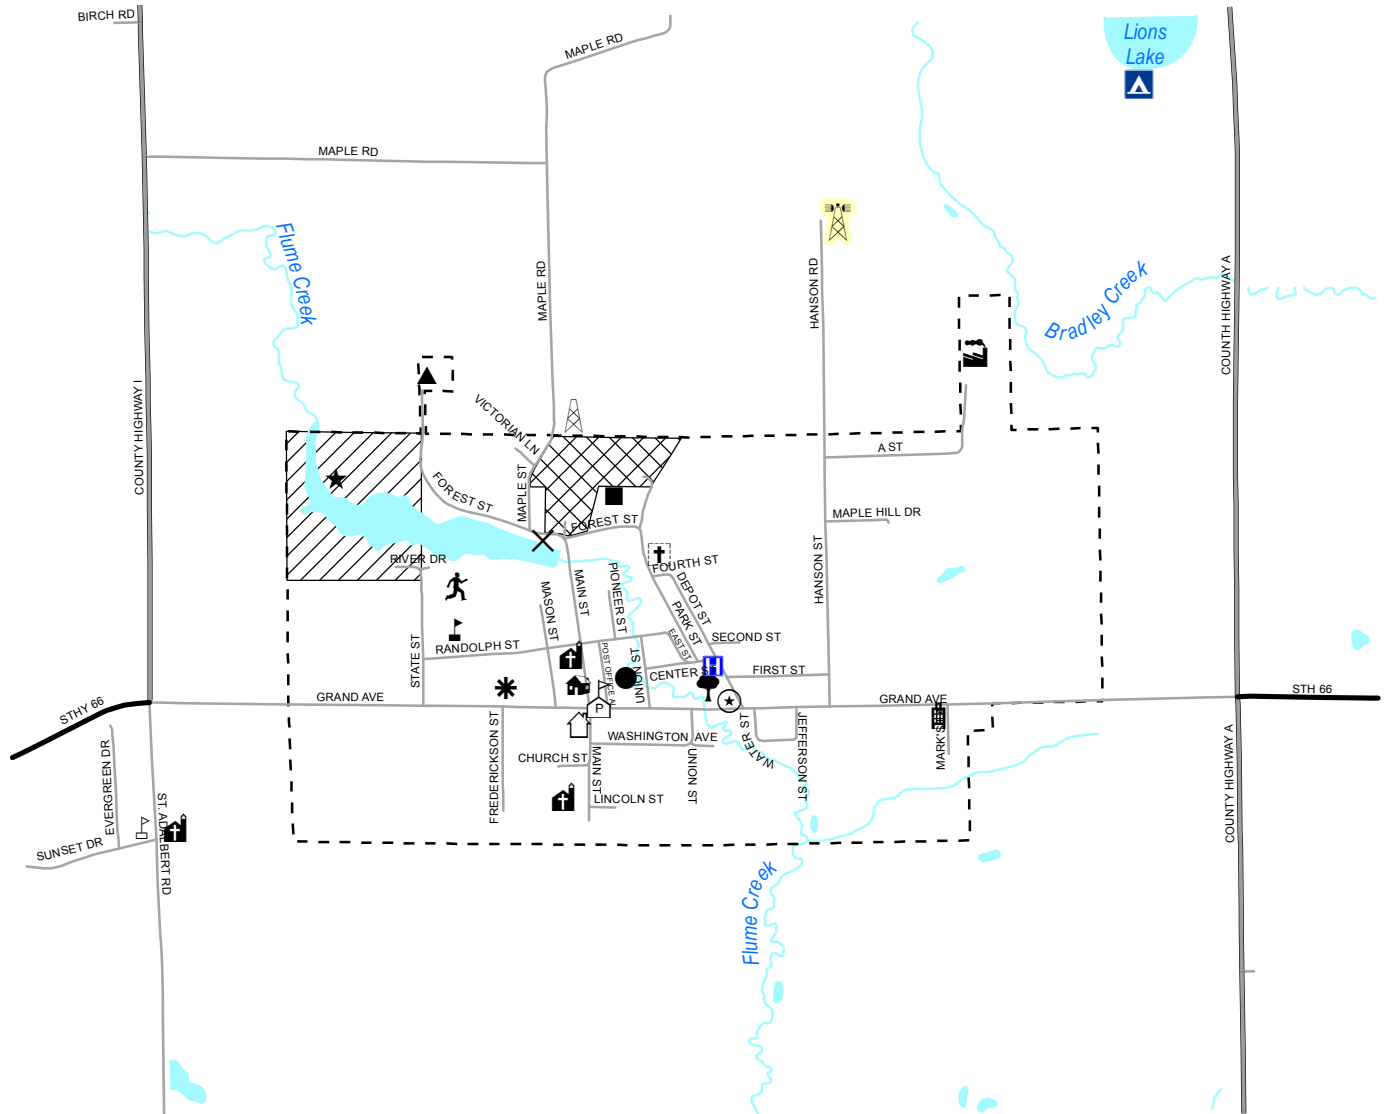 BIRCH RD
MAPLE RD
Lions
Lake
MAPLE RD
Flume Creek
MAPLE RD
HANSON RD
Bradley Creek
COUNTH HIGHWAY A
COUNTY HIGHWAY I
VICTORIAN LN
A ST
FOREST ST
MAPLE ST
FOREST ST
MAPLE HILL DR
RIVER DR
FOURTH ST
HANSON ST
MASON ST
MAIN ST
PIONEER ST
DEPOT ST
PARK ST
EAST ST
SECOND ST
STATE ST
RANDOLPH ST
POST OFFICE AL
UNION ST
CENTER ST
H
FIRST ST
STHY 66
GRAND AVE
P
GRAND AVE
STH 66
FREDERICKSON ST
WASHINGTON AVE
WATER ST
JEFFERSON ST
MARK'S
EVERGREEN DR
CHURCH ST
MAIN ST
UNION ST
LINCOLN ST
COUNTY HIGHWAY A
SUNSET DR
ST. ADALBERT RD
Flume Creek